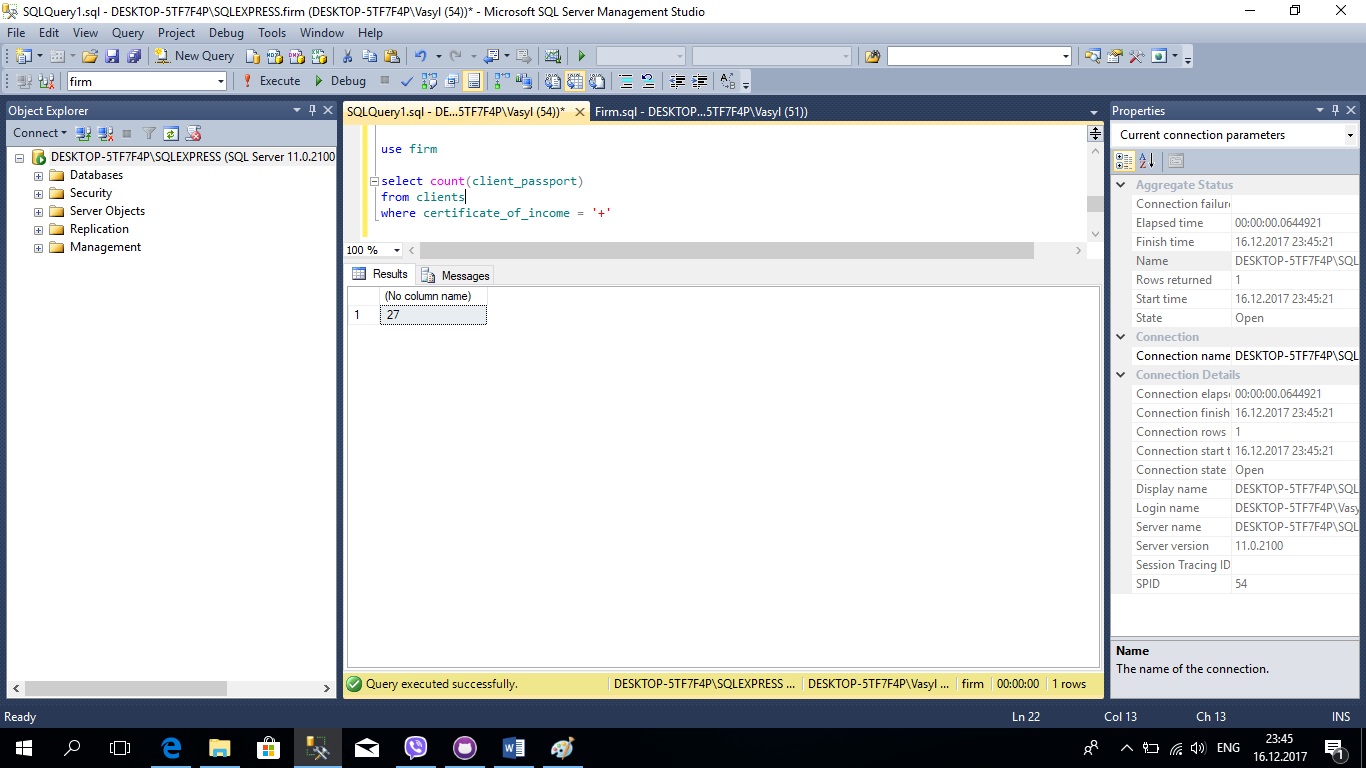 SQLQuery1.sql - DESKTOP-5TF7F4P\SQLEXPRESS.firm (DESKTOP-5TF7F4P\Vasyl (54))* - Microsoft SQL Server Management Studio
File Edit View Query Project Debug Tools Window Help
New Query
firm
Execute
Debug
Object Explorer
Connect
DESKTOP-5TF7F4P\SQLEXPRESS (SQL Server 11.0.2100
Databases
Security
Server Objects
Replication
Management
SQLQuery1.sql - DE...5TF7F4P\Vasyl (54))*
Firm.sql - DESKTOP...5TF7F4P\Vasyl (51))
use firm
select count(client_passport)
from clients
where certificate_of_income = '+'
100 %
Results
Messages
(No column name)
1 27
Query executed successfully.
DESKTOP-5TF7F4P\SQLEXPRESS ...
DESKTOP-5TF7F4P\Vasyl ...
firm
00:00:00
1 rows
Properties
Current connection parameters
Aggregate Status
Connection failure
Elapsed time 00:00:00.0644921
Finish time 16.12.2017 23:45:21
Name DESKTOP-5TF7F4P\SQL
Rows returned 1
Start time 16.12.2017 23:45:21
State Open
Connection
Connection name DESKTOP-5TF7F4P\SQL
Connection Details
Connection elaps 00:00:00.0644921
Connection finish 16.12.2017 23:45:21
Connection rows 1
Connection start t 16.12.2017 23:45:21
Connection state Open
Display name DESKTOP-5TF7F4P\SQL
Login name DESKTOP-5TF7F4P\Vasy
Server name DESKTOP-5TF7F4P\SQL
Server version 11.0.2100
Session Tracing ID
SPID 54
Name
The name of the connection.
Ready
Ln 22
Col 13
Ch 13
INS
ENG
23:45
16.12.2017
1